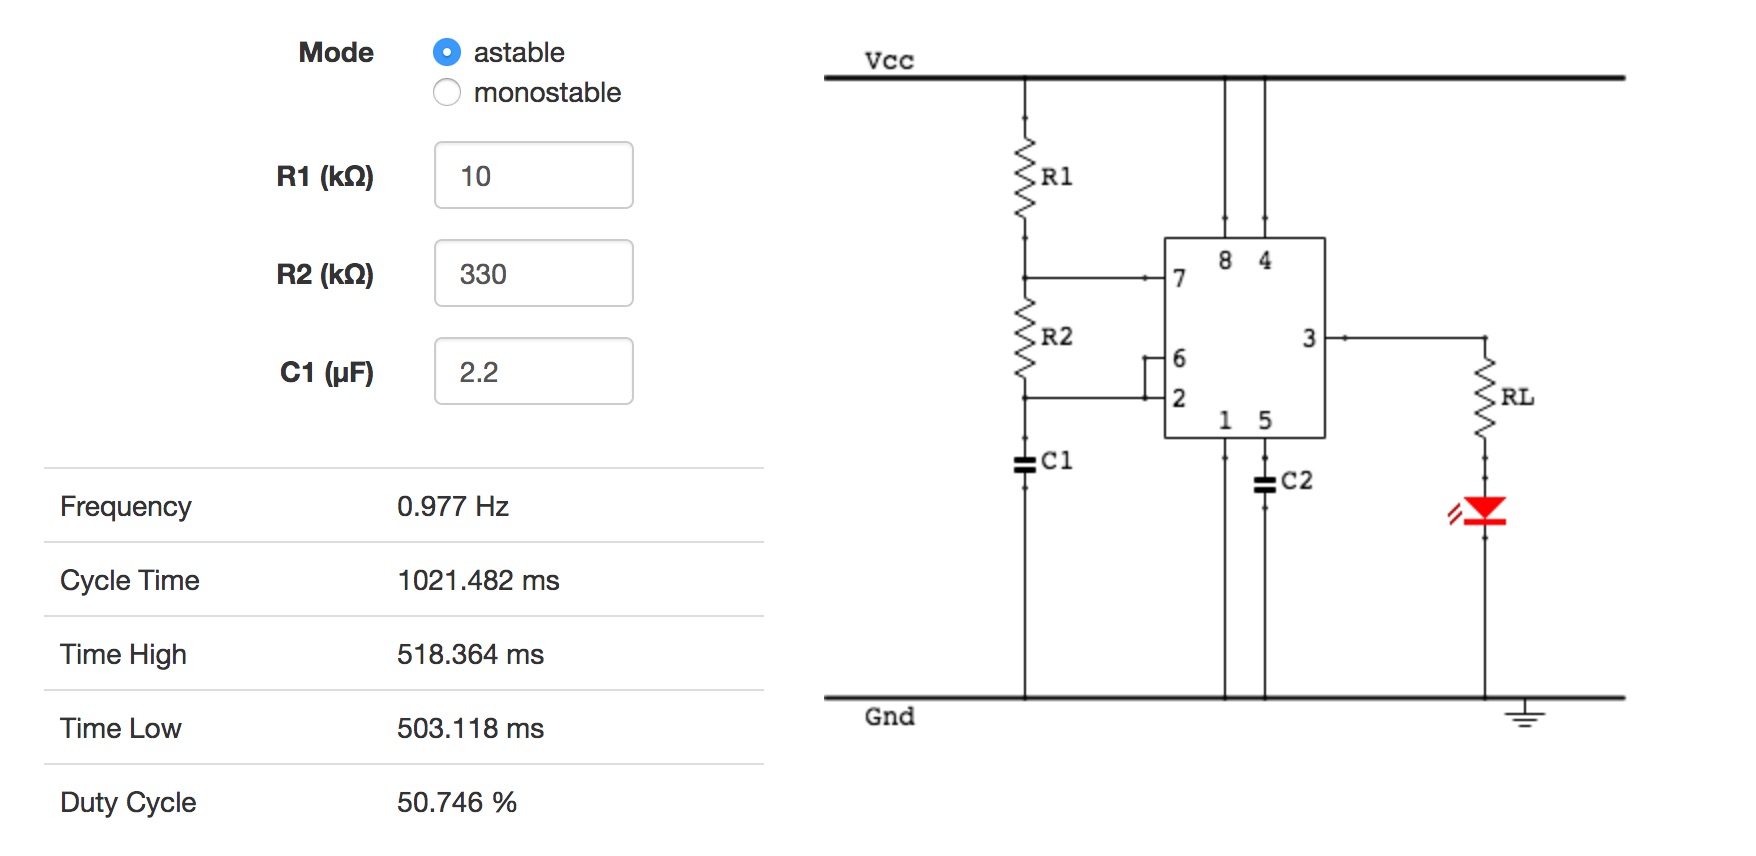 Mode
astable
monostable
R1 (kΩ)
10
R2 (kΩ)
330
C1 (μF)
2.2
Frequency 0.977 Hz
Cycle Time 1021.482 ms
Time High 518.364 ms
Time Low 503.118 ms
Duty Cycle 50.746 %
Vcc
R1
8 4
7
R2
3
6
2
RL
1 5
C1
C2
Gnd